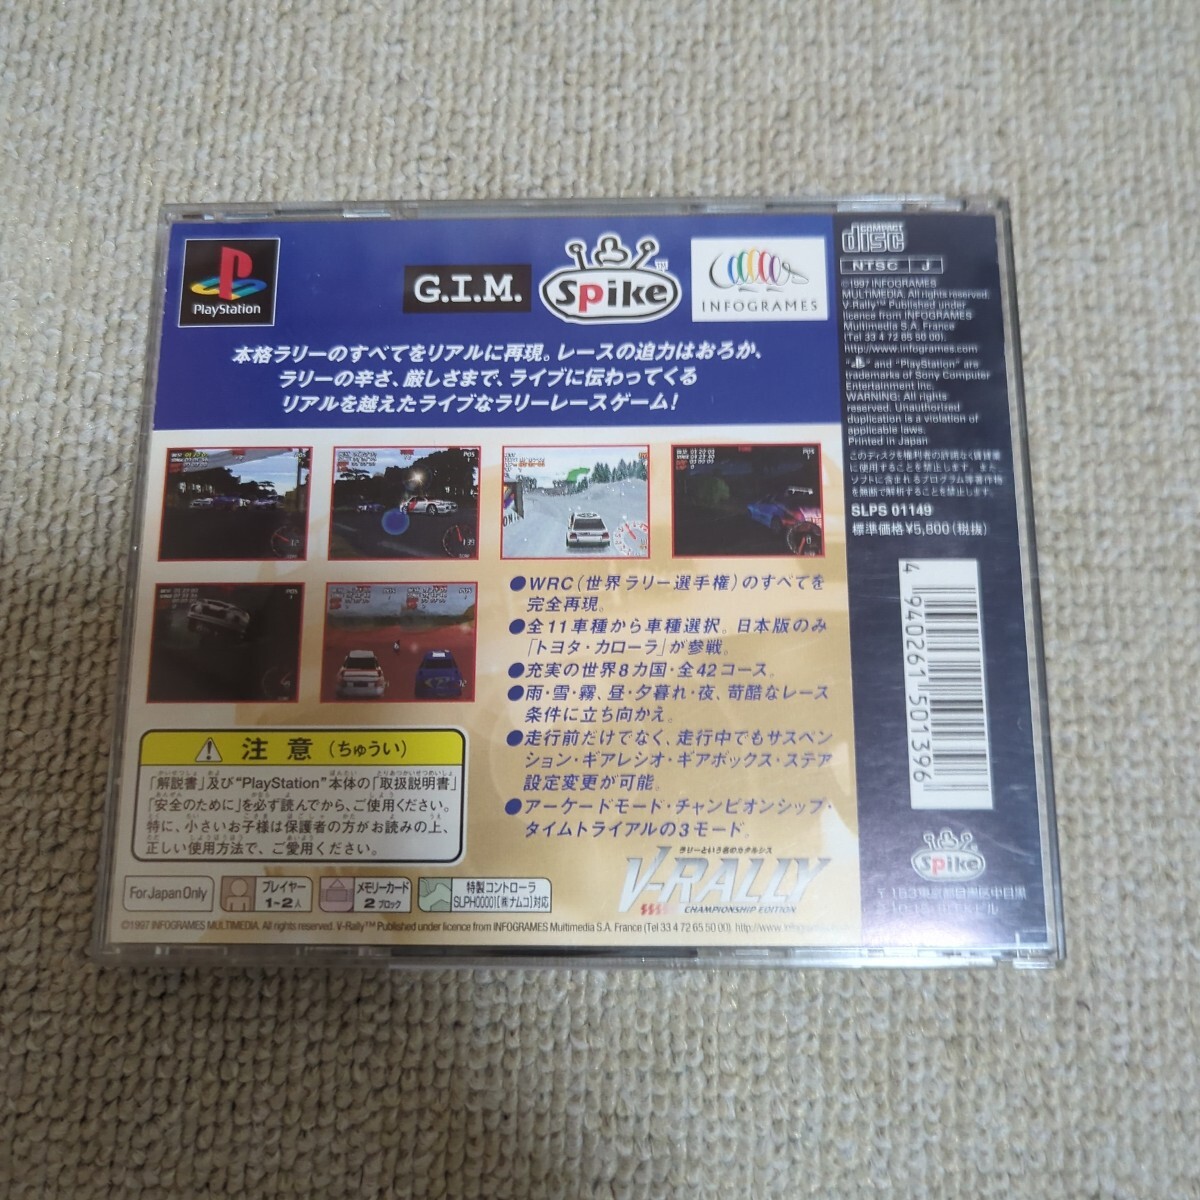 PlayStation
G.I.M.
Spike
INFOGRAMES
本格ラリーのすべてをリアルに再現。レースの迫力はおろか、
ラリーの辛さ、厳しさまで、ライブに伝わってくる
リアルを越えたライブなラリーレースゲーム!
●WRC(世界ラリー選手権)のすべてを
完全再現。
●全11車種から車種選択。日本版のみ
「トヨタ・カローラ」が参戦。
●充実の世界8カ国・全42コース。
●雨・雪・霧、昼・夕暮れ・夜、苛酷なレース
条件に立ち向かえ。
●走行前だけでなく、走行中でもサスペン
ション・ギアレシオ・ギアボックス・ステア
設定変更が可能。
●アーケードモード・チャンピオンシップ・
タイムトライアルの3モード。
注意(ちゅうい)
「解説書」及び"PlayStation"本体の「取扱説明書」
「安全のために」を必ず読んでから、ご使用ください。
特に、小さいお子様は保護者の方がお読みの上、
正しい使用方法で、ご愛用ください。
ラリーという名のカタルシス
V-RALLY
CHAMPIONSHIP EDITION
For Japan Only
プレイヤー
1~2人
メモリーカード
2ブロック
特製コントローラ
SLPH00001[(株)ナムコ]対応
©1997 INFOGRAMES MULTIMEDIA. All rights reserved. V-Rally™ Published under licence from INFOGRAMES Multimedia S.A. France (Tel 33 4 72 65 50 00). http://www.infogrames.com
COMPACT
disc
NTSC J
©1997 INFOGRAMES
MULTIMEDIA. All rights reserved.
V-Rally™ Published under
licence from INFOGRAMES
Multimedia S.A. France
(Tel 33 4 72 65 50 00).
http://www.infogrames.com
" " and "PlayStation" are
trademarks of Sony Computer
Entertainment Inc.
WARNING: All rights
reserved. Unauthorized
duplication is a violation of
applicable laws.
Printed in Japan
このディスクを権利者の許諾なく賃貸業
に使用することを禁止します。また、
ソフトに含まれるプログラム等著作権
を無断で解析することを禁止します。
SLPS 01149
標準価格¥5,800(税抜)
4 940261 501396
Spike